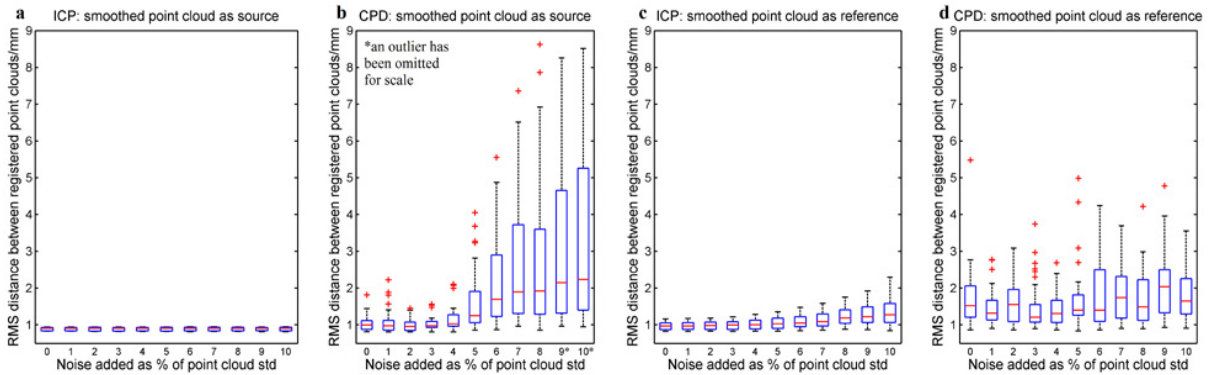 a ICP: smoothed point cloud as source
RMS distance between registered point clouds/mm
9
8
7
6
5
4
3
2
1
0 1 2 3 4 5 6 7 8 9 10
Noise added as % of point cloud std
b CPD: smoothed point cloud as source
*an outlier has
been omitted
for scale
RMS distance between registered point clouds/mm
9
8
7
6
5
4
3
2
1
0 1 2 3 4 5 6 7 8 9* 10*
Noise added as % of point cloud std
c ICP: smoothed point cloud as reference
RMS distance between registered point clouds/mm
9
8
7
6
5
4
3
2
1
0 1 2 3 4 5 6 7 8 9 10
Noise added as % of point cloud std
d CPD: smoothed point cloud as reference
RMS distance between registered point clouds/mm
9
8
7
6
5
4
3
2
1
0 1 2 3 4 5 6 7 8 9 10
Noise added as % of point cloud std